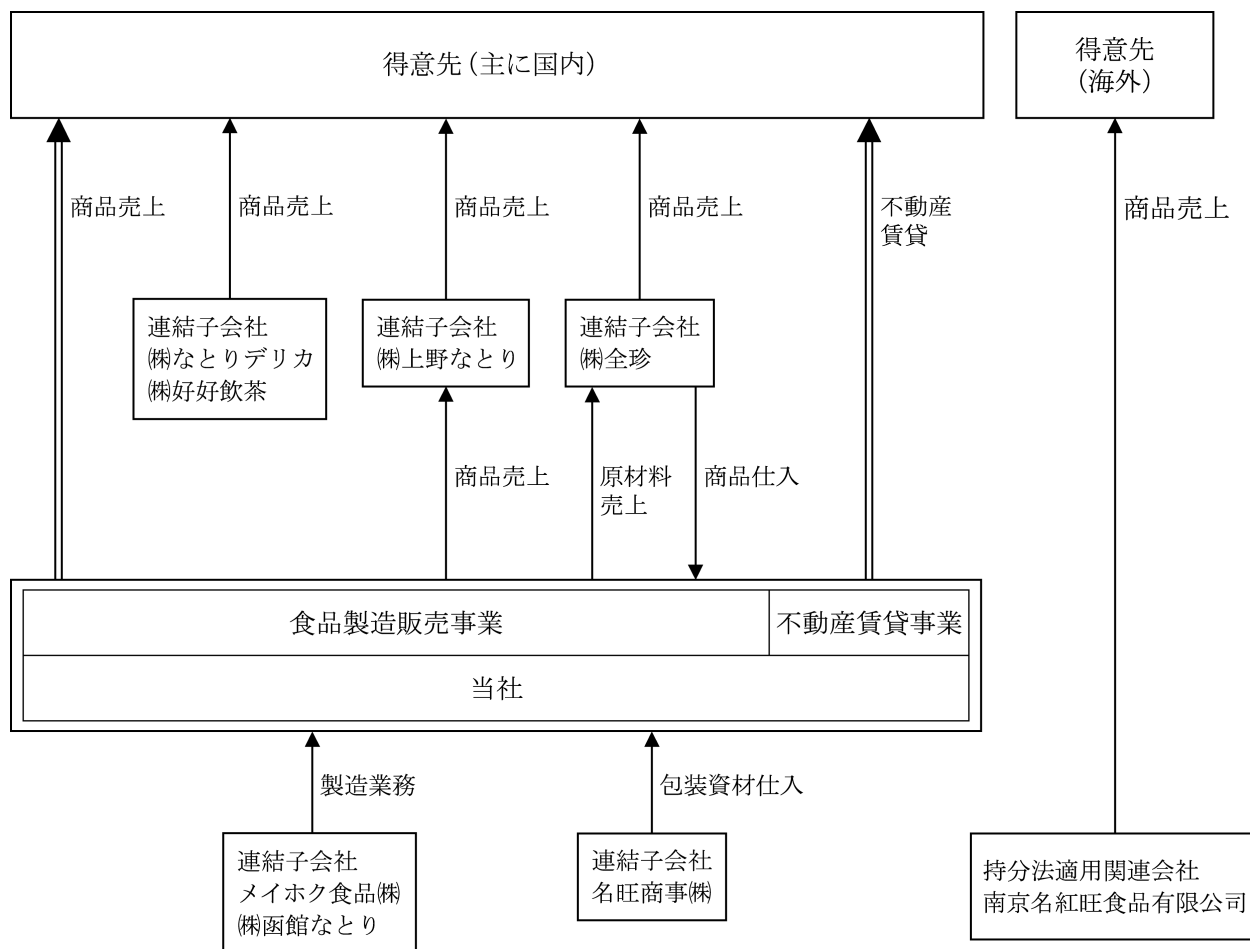 得意先（主に国内）
得意先
（海外）
商品売上
商品売上
商品売上
商品売上
不動産
賃貸
商品売上
連結子会社
㈱なとりデリカ
㈱好好飲茶
連結子会社
㈱上野なとり
連結子会社
㈱全珍
商品売上
原材料
売上
商品仕入
食品製造販売事業
不動産賃貸事業
当社
製造業務
包装資材仕入
連結子会社
メイホク食品㈱
㈱函館なとり
連結子会社
名旺商事㈱
持分法適用関連会社
南京名紅旺食品有限公司